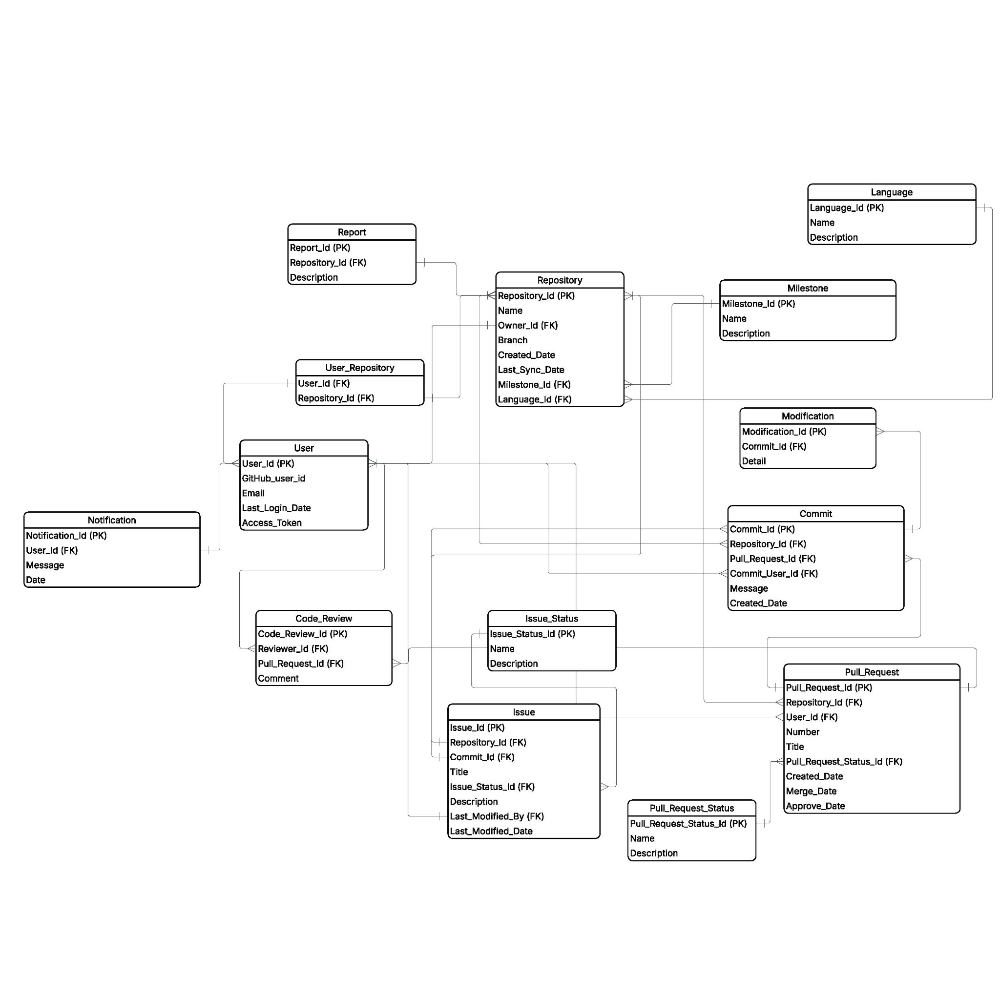 Language
Language_Id (PK)
Name
Description
Report
Report_Id (PK)
Repository_Id (FK)
Description
Repository
Repository_Id (PK)
Name
Owner_Id (FK)
Branch
Created_Date
Last_Sync_Date
Milestone_Id (FK)
Language_Id (FK)
Milestone
Milestone_Id (PK)
Name
Description
User_Repository
User_Id (FK)
Repository_Id (FK)
Modification
Modification_Id (PK)
Commit_Id (FK)
Detail
User
User_Id (PK)
GitHub_user_id
Email
Last_Login_Date
Access_Token
Notification
Notification_Id (PK)
User_Id (FK)
Message
Date
Commit
Commit_Id (PK)
Repository_Id (FK)
Pull_Request_Id (FK)
Commit_User_Id (FK)
Message
Created_Date
Code_Review
Code_Review_Id (PK)
Reviewer_Id (FK)
Pull_Request_Id (FK)
Comment
Issue_Status
Issue_Status_Id (PK)
Name
Description
Pull_Request
Pull_Request_Id (PK)
Repository_Id (FK)
User_Id (FK)
Number
Title
Pull_Request_Status_Id (FK)
Created_Date
Merge_Date
Approve_Date
Issue
Issue_Id (PK)
Repository_Id (FK)
Commit_Id (FK)
Title
Issue_Status_Id (FK)
Description
Last_Modified_By (FK)
Last_Modified_Date
Pull_Request_Status
Pull_Request_Status_Id (PK)
Name
Description